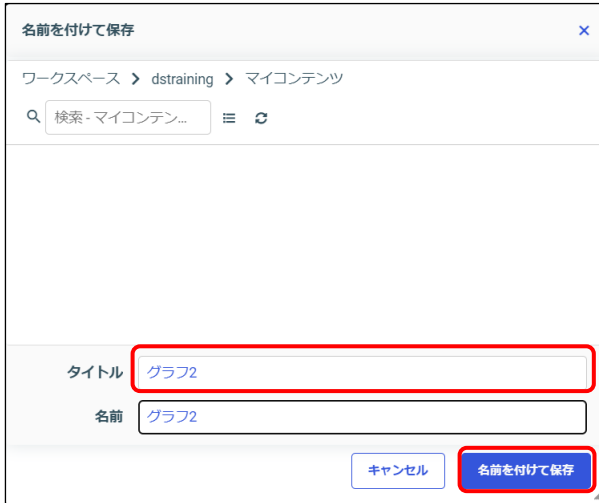 名前を付けて保存
ワークスペース > dstraining > マイコンテンツ
検索 - マイコンテン...
タイトル グラフ2
名前 グラフ2
キャンセル 名前を付けて保存